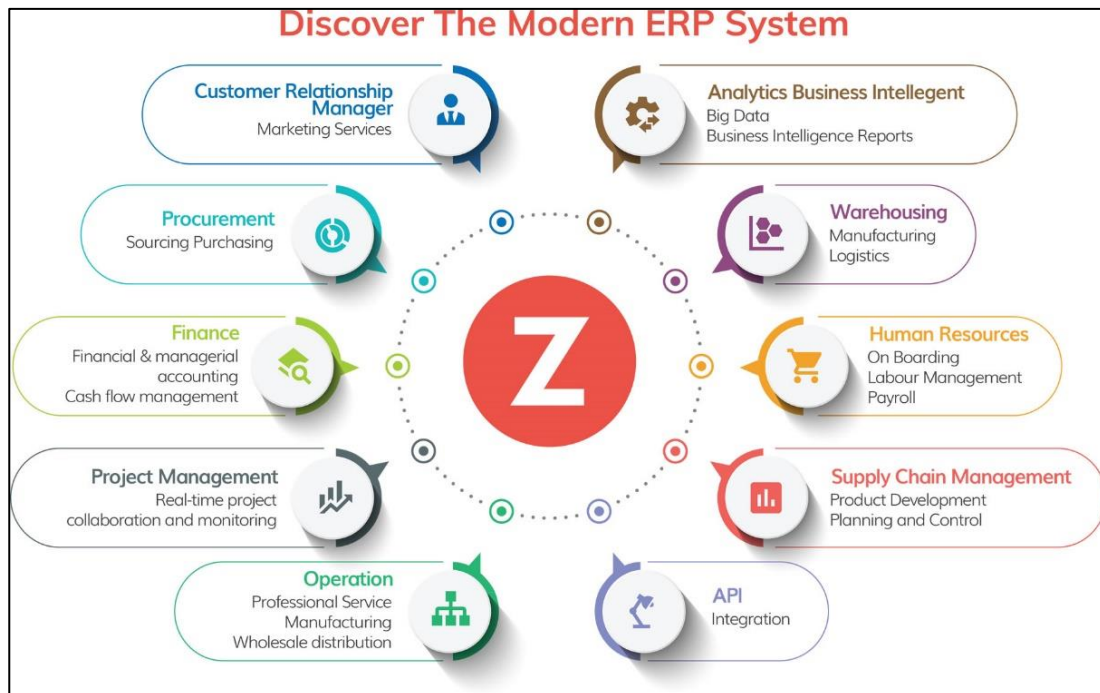 Discover The Modern ERP System
Customer Relationship
Manager
Marketing Services
Analytics Business Intellegent
Big Data
Business Intelligence Reports
Procurement
Sourcing Purchasing
Warehousing
Manufacturing
Logistics
Finance
Financial & managerial
accounting
Cash flow management
Z
Human Resources
On Boarding
Labour Management
Payroll
Project Management
Real-time project
collaboration and monitoring
Supply Chain Management
Product Development
Planning and Control
Operation
Professional Service
Manufacturing
Wholesale distribution
API
Integration